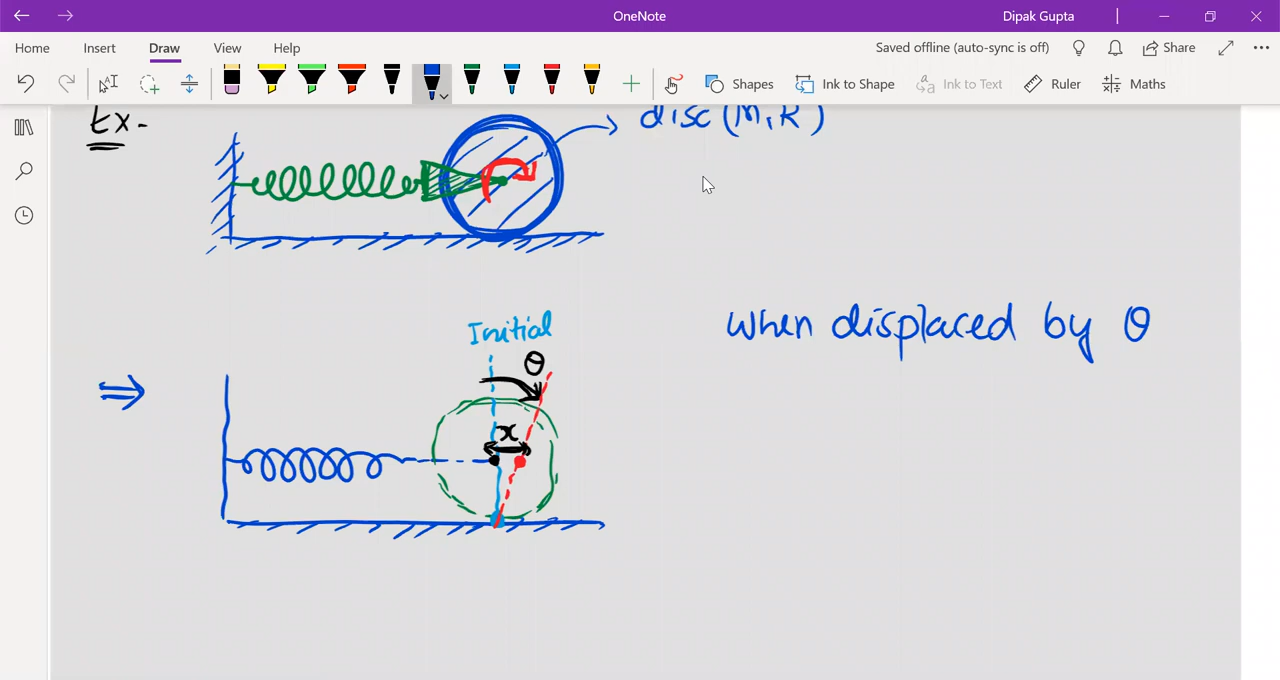 OneNote
Dipak Gupta
Home Insert Draw View Help
Saved offline (auto-sync is off)
Share
Shapes
Ink to Shape
Ink to Text
Ruler
Maths
Ex-
disc (M, R)
Initial
when displaced by θ
θ
x